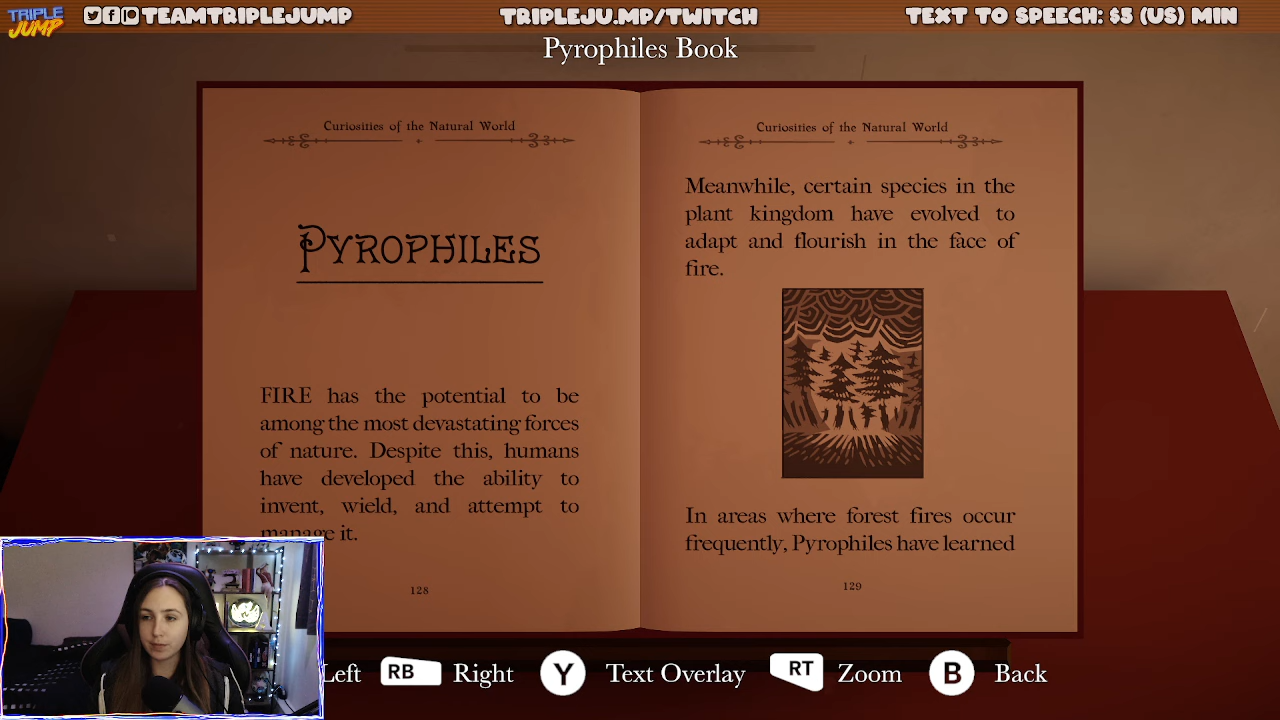 TRIPLE
JUMP
TEAMTRIPLEJUMP
TRIPLEJU.MP/TWITCH
TEXT TO SPEECH: $5 (US) MIN
Pyrophiles Book
Curiosities of the Natural World
PYROPHILES
FIRE has the potential to be
among the most devastating forces
of nature. Despite this, humans
have developed the ability to
invent, wield, and attempt to
manage it.
128
Curiosities of the Natural World
Meanwhile, certain species in the
plant kingdom have evolved to
adapt and flourish in the face of
fire.
In areas where forest fires occur
frequently, Pyrophiles have learned
129
Left RB Right Y Text Overlay RT Zoom B Back